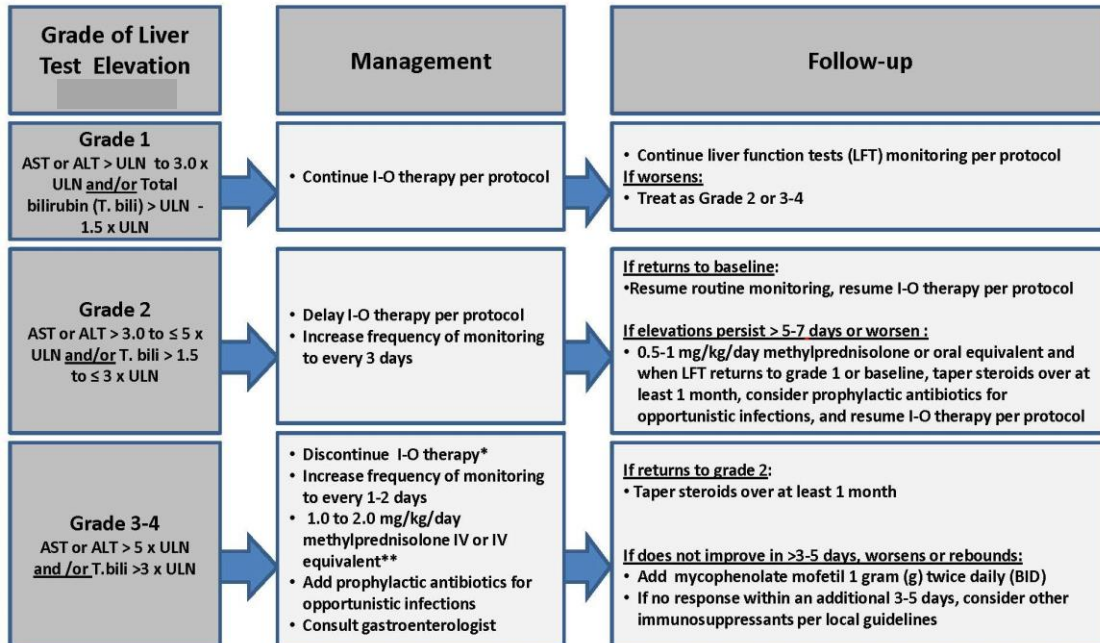 Grade of Liver
Test Elevation
Management
Follow-up
Grade 1
AST or ALT > ULN to 3.0 x
ULN and/or Total
bilirubin (T. bili) > ULN -
1.5 x ULN
• Continue I-O therapy per protocol
• Continue liver function tests (LFT) monitoring per protocol
If worsens:
• Treat as Grade 2 or 3-4
Grade 2
AST or ALT > 3.0 to ≤ 5 x
ULN and/or T. bili > 1.5
to ≤ 3 x ULN
• Delay I-O therapy per protocol
• Increase frequency of monitoring
to every 3 days
If returns to baseline:
•Resume routine monitoring, resume I-O therapy per protocol
If elevations persist > 5-7 days or worsen :
• 0.5-1 mg/kg/day methylprednisolone or oral equivalent and
when LFT returns to grade 1 or baseline, taper steroids over at
least 1 month, consider prophylactic antibiotics for
opportunistic infections, and resume I-O therapy per protocol
Grade 3-4
AST or ALT > 5 x ULN
and /or T.bili >3 x ULN
• Discontinue I-O therapy*
• Increase frequency of monitoring
to every 1-2 days
• 1.0 to 2.0 mg/kg/day
methylprednisolone IV or IV
equivalent**
• Add prophylactic antibiotics for
opportunistic infections
• Consult gastroenterologist
If returns to grade 2:
• Taper steroids over at least 1 month
If does not improve in >3-5 days, worsens or rebounds:
• Add mycophenolate mofetil 1 gram (g) twice daily (BID)
• If no response within an additional 3-5 days, consider other
immunosuppressants per local guidelines